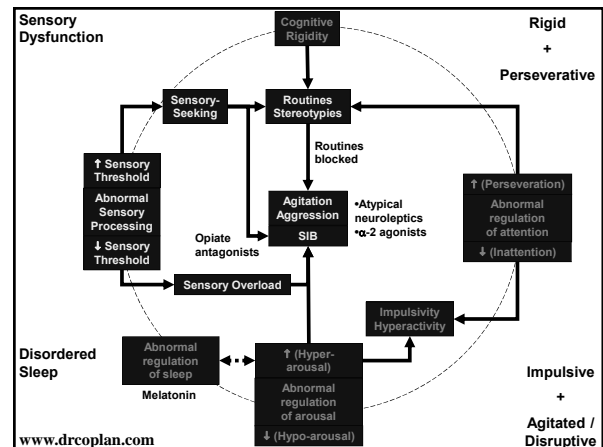 Sensory
Dysfunction
Cognitive
Rigidity
Rigid
+
Perseverative
Sensory-
Seeking
Routines
Stereotypies
Routines
blocked
↑ Sensory
Threshold
Abnormal
Sensory
Processing
↓ Sensory
Threshold
Agitation
Aggression
SIB
•Atypical
neuroleptics
•α-2 agonists
Opiate
antagonists
↑ (Perseveration)
Abnormal
regulation
of attention
↓ (Inattention)
Sensory Overload
Impulsivity
Hyperactivity
Disordered
Sleep
Abnormal
regulation
of sleep
Melatonin
↑ (Hyper-
arousal)
Abnormal
regulation
of arousal
↓ (Hypo-arousal)
Impulsive
+
Agitated /
Disruptive
www.drcoplan.com